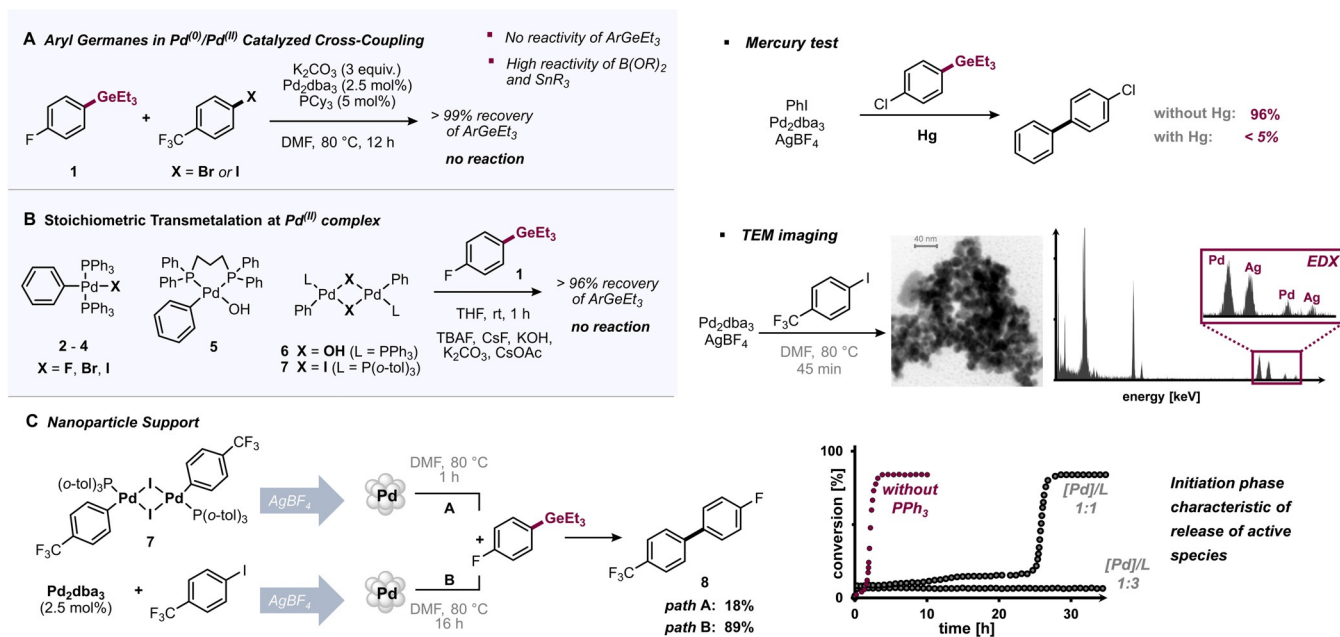 A Aryl Germanes in Pd(0)/Pd(II) Catalyzed Cross-Coupling
No reactivity of ArGeEt3
High reactivity of B(OR)2
and SnR3
GeEt3
F
1
+
X
F3C
X = Br or I
K2CO3 (3 equiv.)
Pd2dba3 (2.5 mol%)
PCy3 (5 mol%)
DMF, 80 °C, 12 h
> 99% recovery
of ArGeEt3
no reaction
B Stoichiometric Transmetalation at Pd(II) complex
PPh3
Pd
X
PPh3
2 - 4
X = F, Br, I
Ph
Ph
P
P
Ph
Ph
Pd
OH
5
L
X
Ph
Pd
Pd
Ph
X
L
6 X = OH (L = PPh3)
7 X = I (L = P(o-tol)3)
GeEt3
F
1
THF, rt, 1 h
TBAF, CsF, KOH,
K2CO3, CsOAc
> 96% recovery
of ArGeEt3
no reaction
C Nanoparticle Support
CF3
(o-tol)3P
I
Pd
Pd
I
P(o-tol)3
F3C
7
AgBF4
Pd
DMF, 80 °C
1 h
A
Pd2dba3
(2.5 mol%)
+
I
F3C
AgBF4
Pd
B
DMF, 80 °C
16 h
+
GeEt3
F
F
F3C
8
path A: 18%
path B: 89%
Mercury test
PhI
Pd2dba3
AgBF4
GeEt3
Cl
Hg
Cl
without Hg: 96%
with Hg: < 5%
TEM imaging
Pd2dba3
AgBF4
I
F3C
DMF, 80 °C
45 min
40 nm
EDX
Pd
Ag
Pd
Ag
energy [keV]
conversion [%]
100
0
0
10
20
30
time [h]
without
PPh3
[Pd]/L
1:1
[Pd]/L
1:3
Initiation phase
characteristic of
release of active
species